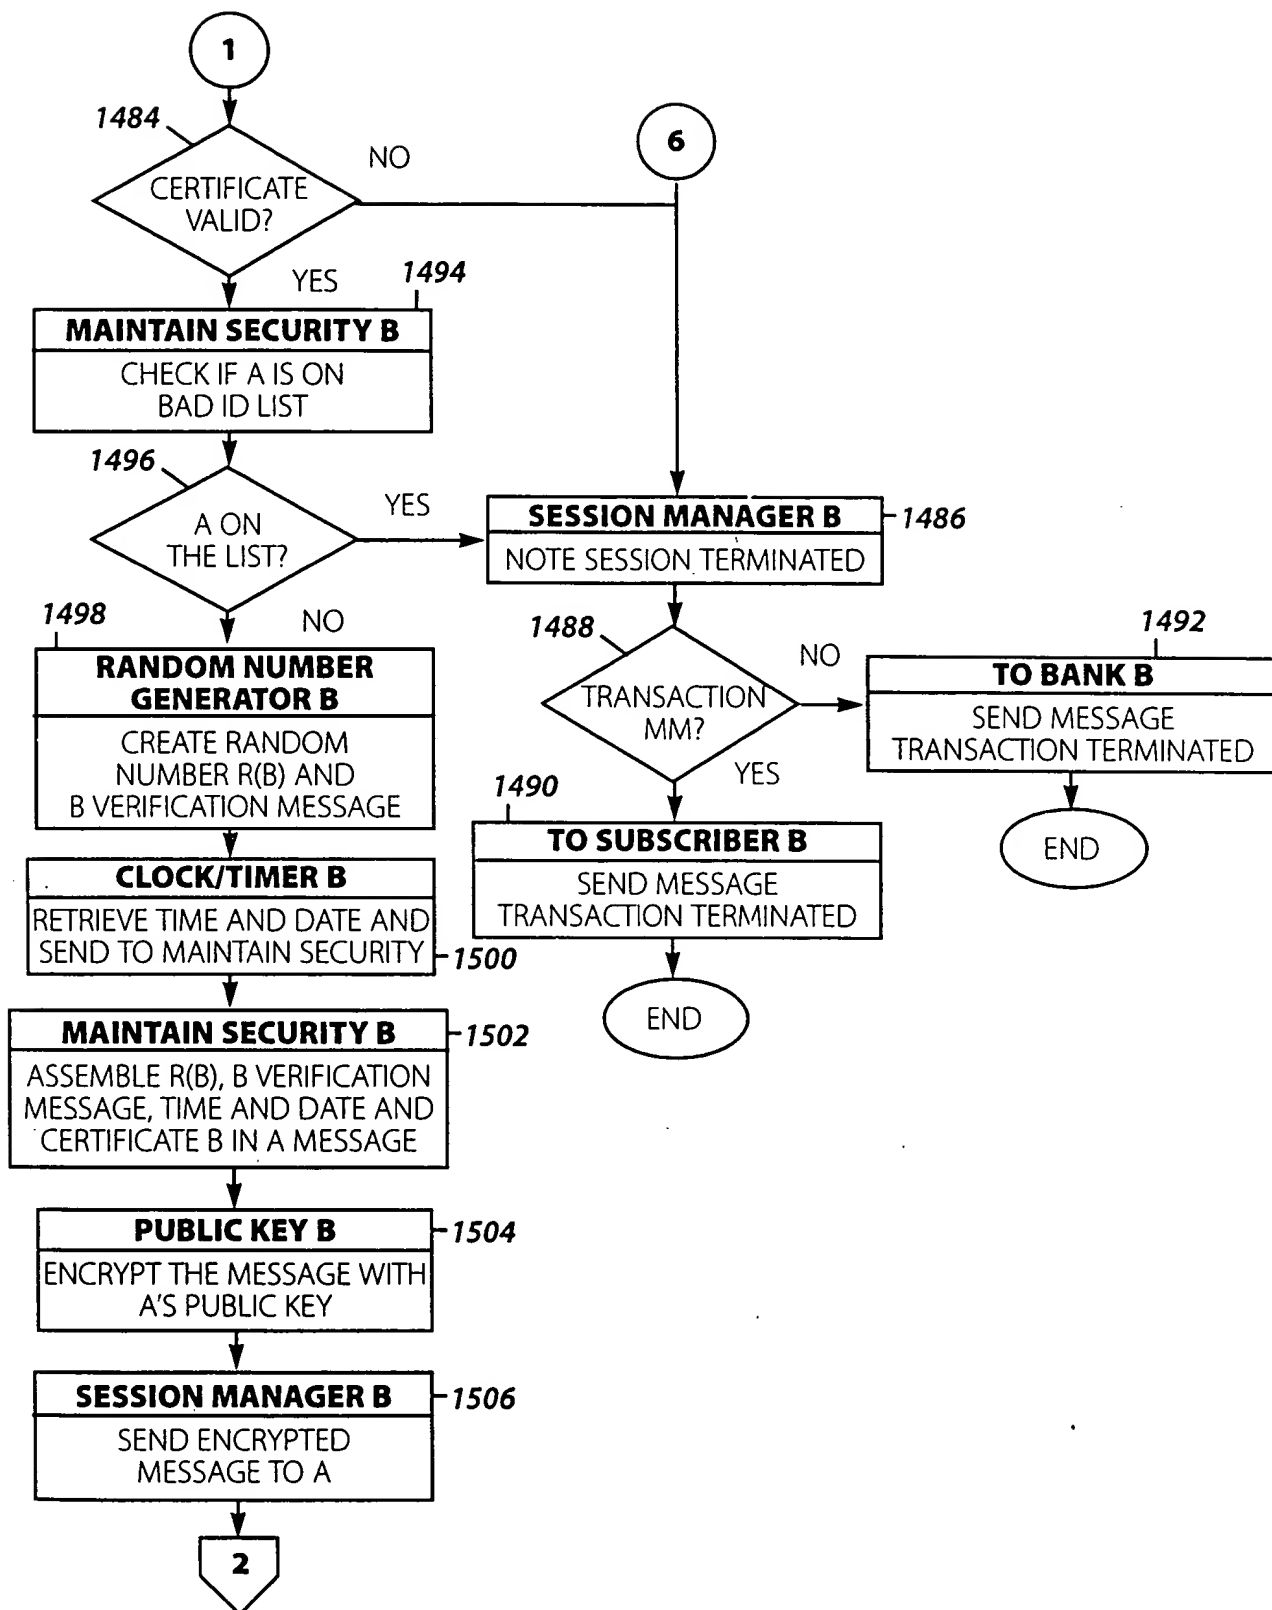 1
1484
CERTIFICATE
VALID?
NO
YES
6
1494
MAINTAIN SECURITY B
CHECK IF A IS ON
BAD ID LIST
1496
A ON
THE LIST?
YES
NO
SESSION MANAGER B
1486
NOTE SESSION TERMINATED
1488
TRANSACTION
MM?
NO
YES
1492
TO BANK B
SEND MESSAGE
TRANSACTION TERMINATED
END
1490
TO SUBSCRIBER B
SEND MESSAGE
TRANSACTION TERMINATED
END
1498
RANDOM NUMBER
GENERATOR B
CREATE RANDOM
NUMBER R(B) AND
B VERIFICATION MESSAGE
CLOCK/TIMER B
RETRIEVE TIME AND DATE AND
SEND TO MAINTAIN SECURITY
1500
MAINTAIN SECURITY B
1502
ASSEMBLE R(B), B VERIFICATION
MESSAGE, TIME AND DATE AND
CERTIFICATE B IN A MESSAGE
PUBLIC KEY B
1504
ENCRYPT THE MESSAGE WITH
A'S PUBLIC KEY
SESSION MANAGER B
1506
SEND ENCRYPTED
MESSAGE TO A
2